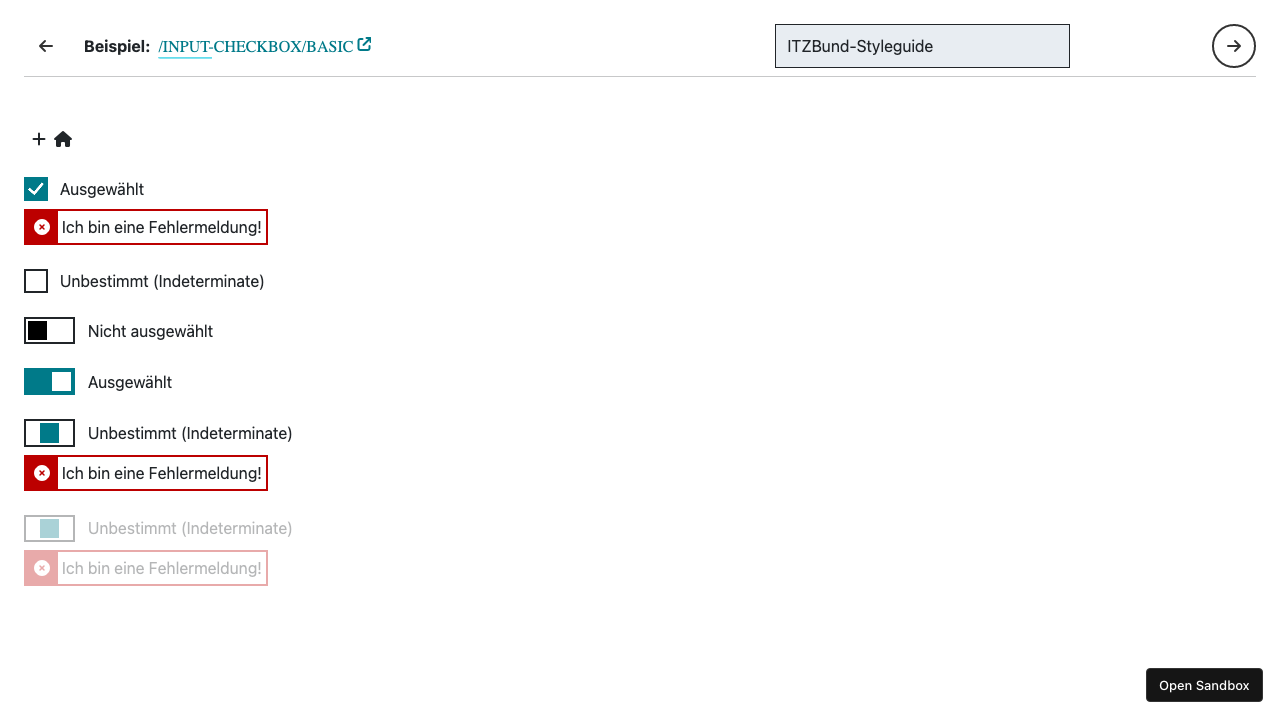 Beispiel: /INPUT-CHECKBOX/BASIC
ITZBund-Styleguide
Ausgewählt
Ich bin eine Fehlermeldung!
Unbestimmt (Indeterminate)
Nicht ausgewählt
Ausgewählt
Unbestimmt (Indeterminate)
Ich bin eine Fehlermeldung!
Unbestimmt (Indeterminate)
Ich bin eine Fehlermeldung!
Open Sandbox